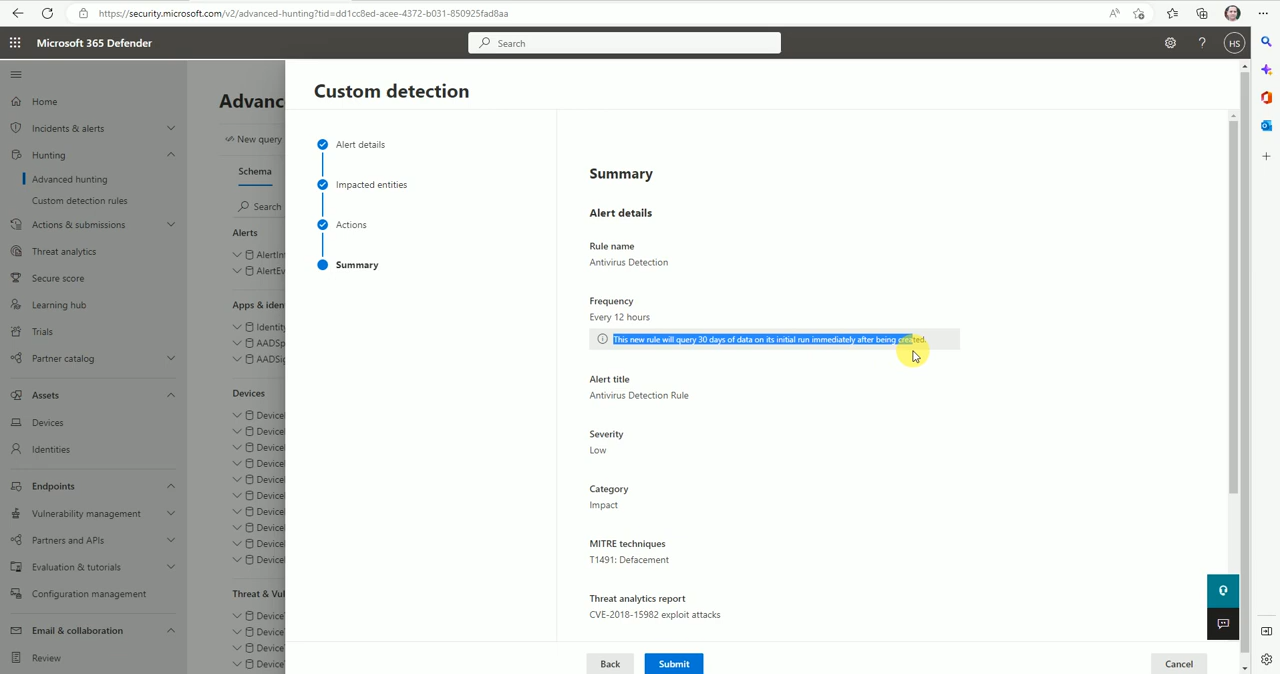 https://security.microsoft.com/v2/advanced-hunting?tid=dd1cc8ed-acee-4372-b031-850925fad8aa
Microsoft 365 Defender
Search
HS
Custom detection
Home
Incidents & alerts
Hunting
Advanced hunting
Custom detection rules
Actions & submissions
Threat analytics
Secure score
Learning hub
Trials
Partner catalog
Assets
Devices
Identities
Endpoints
Vulnerability management
Partners and APIs
Evaluation & tutorials
Configuration management
Email & collaboration
Review
Advanc
New query
Schema
Search
Alerts
AlertInf
AlertEv
Apps & iden
Identity
AADSp
AADSig
Devices
Device
Device
Device
Device
Device
Device
Device
Device
Device
Device
Threat & Vul
Device
Device
Device
Device
Alert details
Impacted entities
Actions
Summary
Summary
Alert details
Rule name
Antivirus Detection
Frequency
Every 12 hours
This new rule will query 30 days of data on its initial run immediately after being created.
Alert title
Antivirus Detection Rule
Severity
Low
Category
Impact
MITRE techniques
T1491: Defacement
Threat analytics report
CVE-2018-15982 exploit attacks
Back
Submit
Cancel